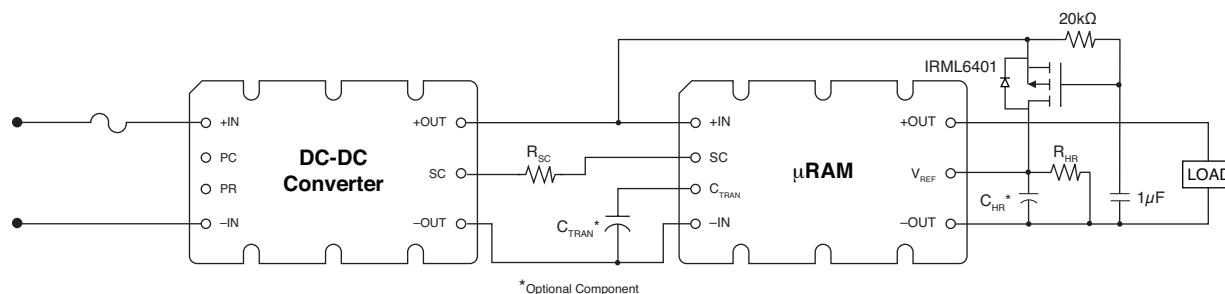 20kΩ
IRML6401
+IN
PC
PR
–IN
DC-DC
Converter
+OUT
SC
–OUT
R_SC
C_TRAN*
+IN
SC
C_TRAN
–IN
µRAM
+OUT
V_REF
–OUT
R_HR
C_HR*
1µF
LOAD
*Optional Component